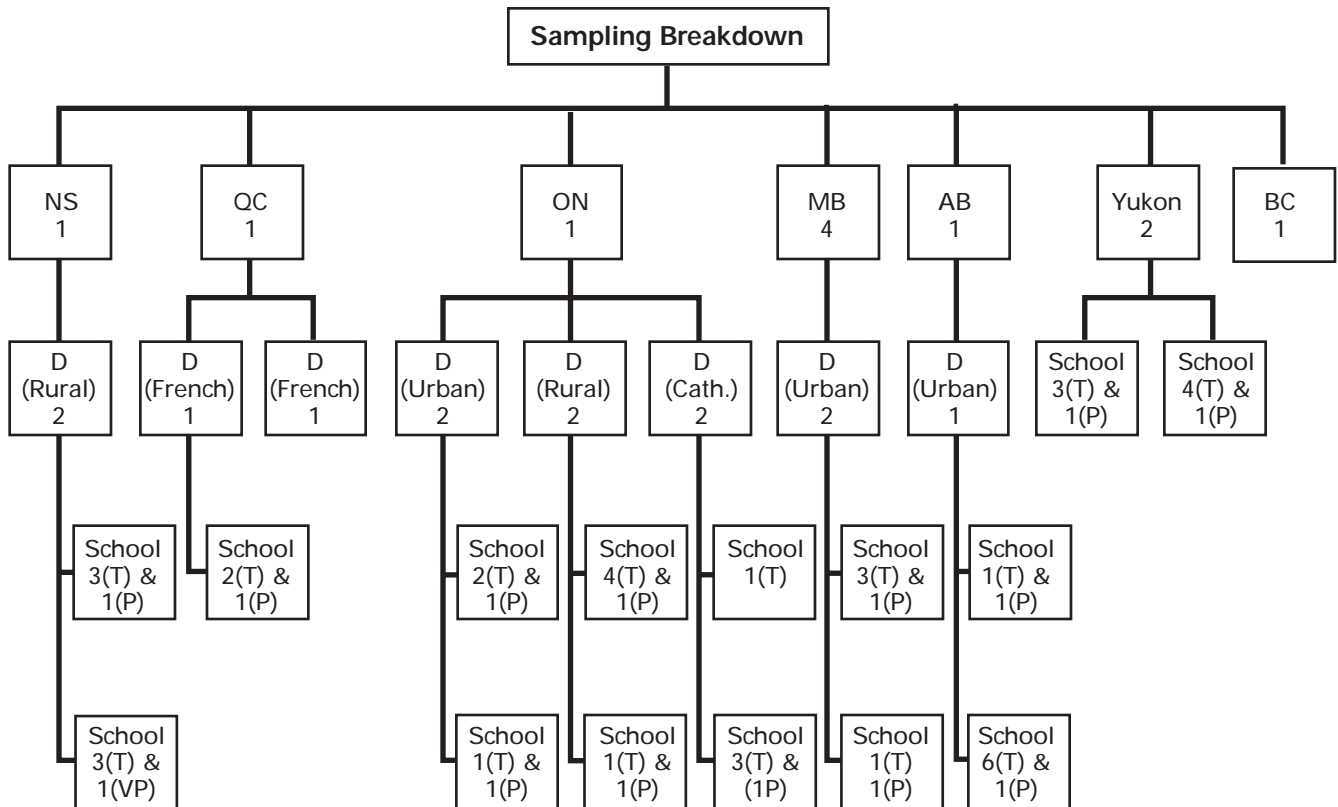 Sampling Breakdown
NS
1
QC
1
ON
1
MB
4
AB
1
Yukon
2
BC
1
D
(Rural)
2
D
(French)
1
D
(French)
1
D
(Urban)
2
D
(Rural)
2
D
(Cath.)
2
D
(Urban)
2
D
(Urban)
1
School
3(T) &
1(P)
School
4(T) &
1(P)
School
3(T) &
1(P)
School
2(T) &
1(P)
School
2(T) &
1(P)
School
4(T) &
1(P)
School
1(T)
School
3(T) &
1(P)
School
1(T) &
1(P)
School
3(T) &
1(VP)
School
1(T) &
1(P)
School
1(T) &
1(P)
School
3(T) &
(1P)
School
1(T)
1(P)
School
6(T) &
1(P)